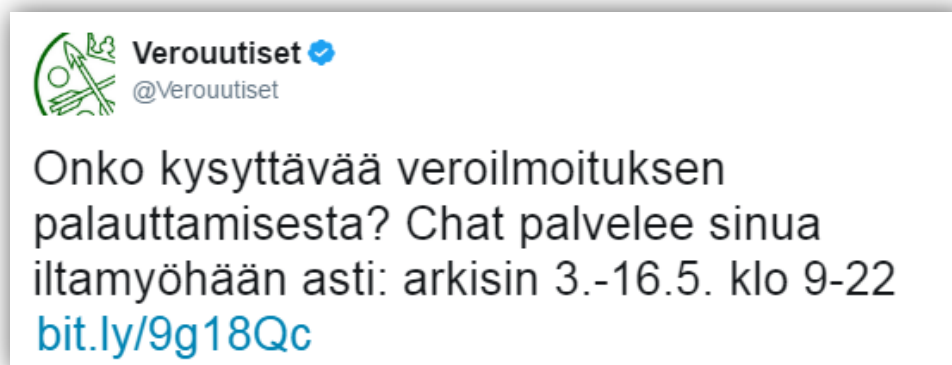 Verouutiset
@Verouutiset
Onko kysyttävää veroilmoituksen
palauttamisesta? Chat palvelee sinua
iltamyöhään asti: arkisin 3.-16.5. klo 9-22
bit.ly/9g18Qc